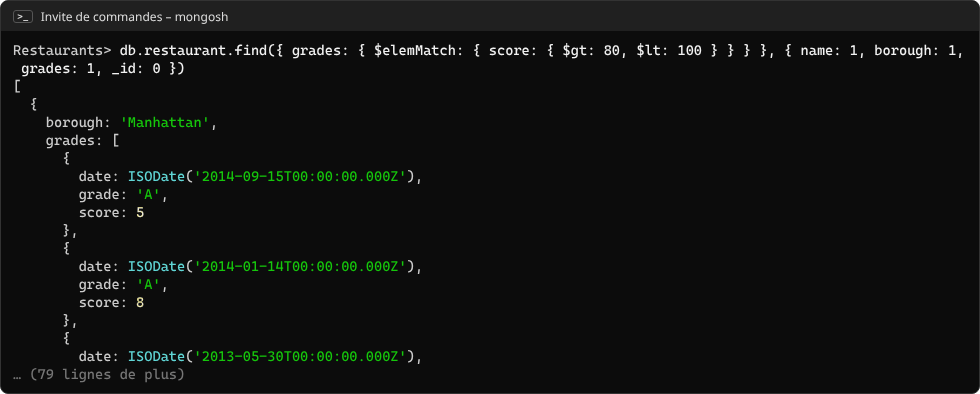 >_ Invite de commandes – mongosh
Restaurants> db.restaurant.find({ grades: { $elemMatch: { score: { $gt: 80, $lt: 100 } } } }, { name: 1, borough: 1,
grades: 1, _id: 0 })
[
{
borough: 'Manhattan',
grades: [
{
date: ISODate('2014-09-15T00:00:00.000Z'),
grade: 'A',
score: 5
},
{
date: ISODate('2014-01-14T00:00:00.000Z'),
grade: 'A',
score: 8
},
{
date: ISODate('2013-05-30T00:00:00.000Z'),
… (79 lignes de plus)